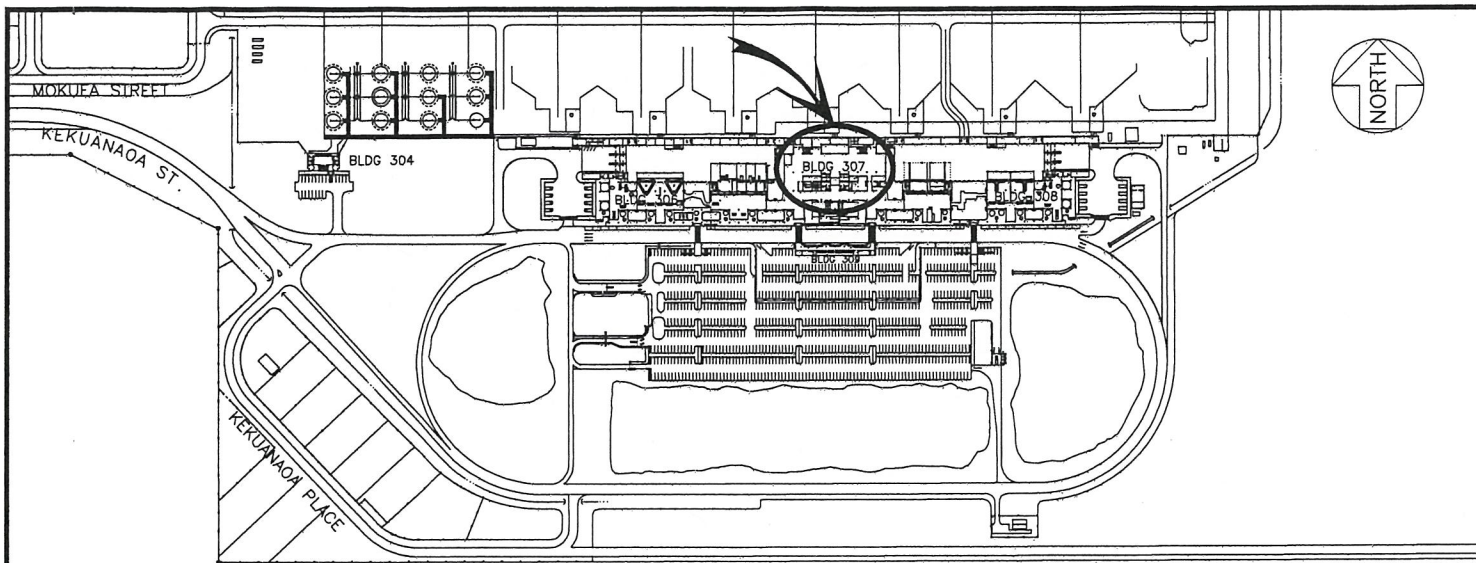 MOKUEA STREET
KEKUANAOA ST.
BLDG 304
BLDG 307
BLDG 308
BLDG 309
KEKUANAOA PLACE
NORTH